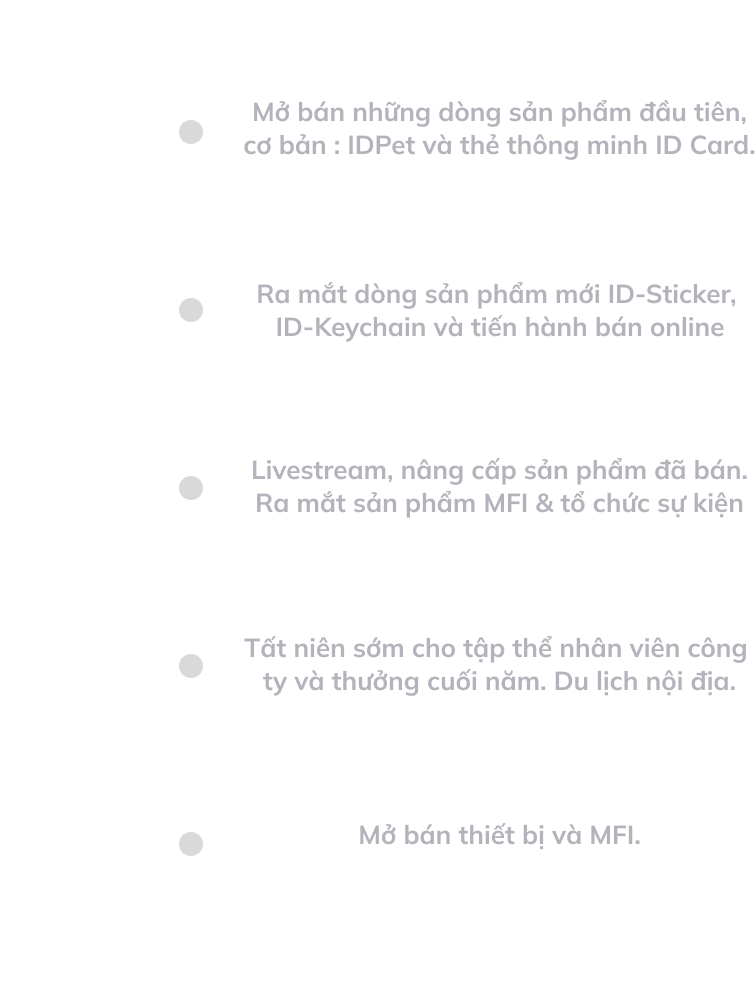 Mở bán những dòng sản phẩm đầu tiên,
cơ bản : IDPet và thẻ thông minh ID Card.
Ra mắt dòng sản phẩm mới ID-Sticker,
ID-Keychain và tiến hành bán online
Livestream, nâng cấp sản phẩm đã bán.
Ra mắt sản phẩm MFI & tổ chức sự kiện
Tất niên sớm cho tập thể nhân viên công
ty và thưởng cuối năm. Du lịch nội địa.
Mở bán thiết bị và MFI.